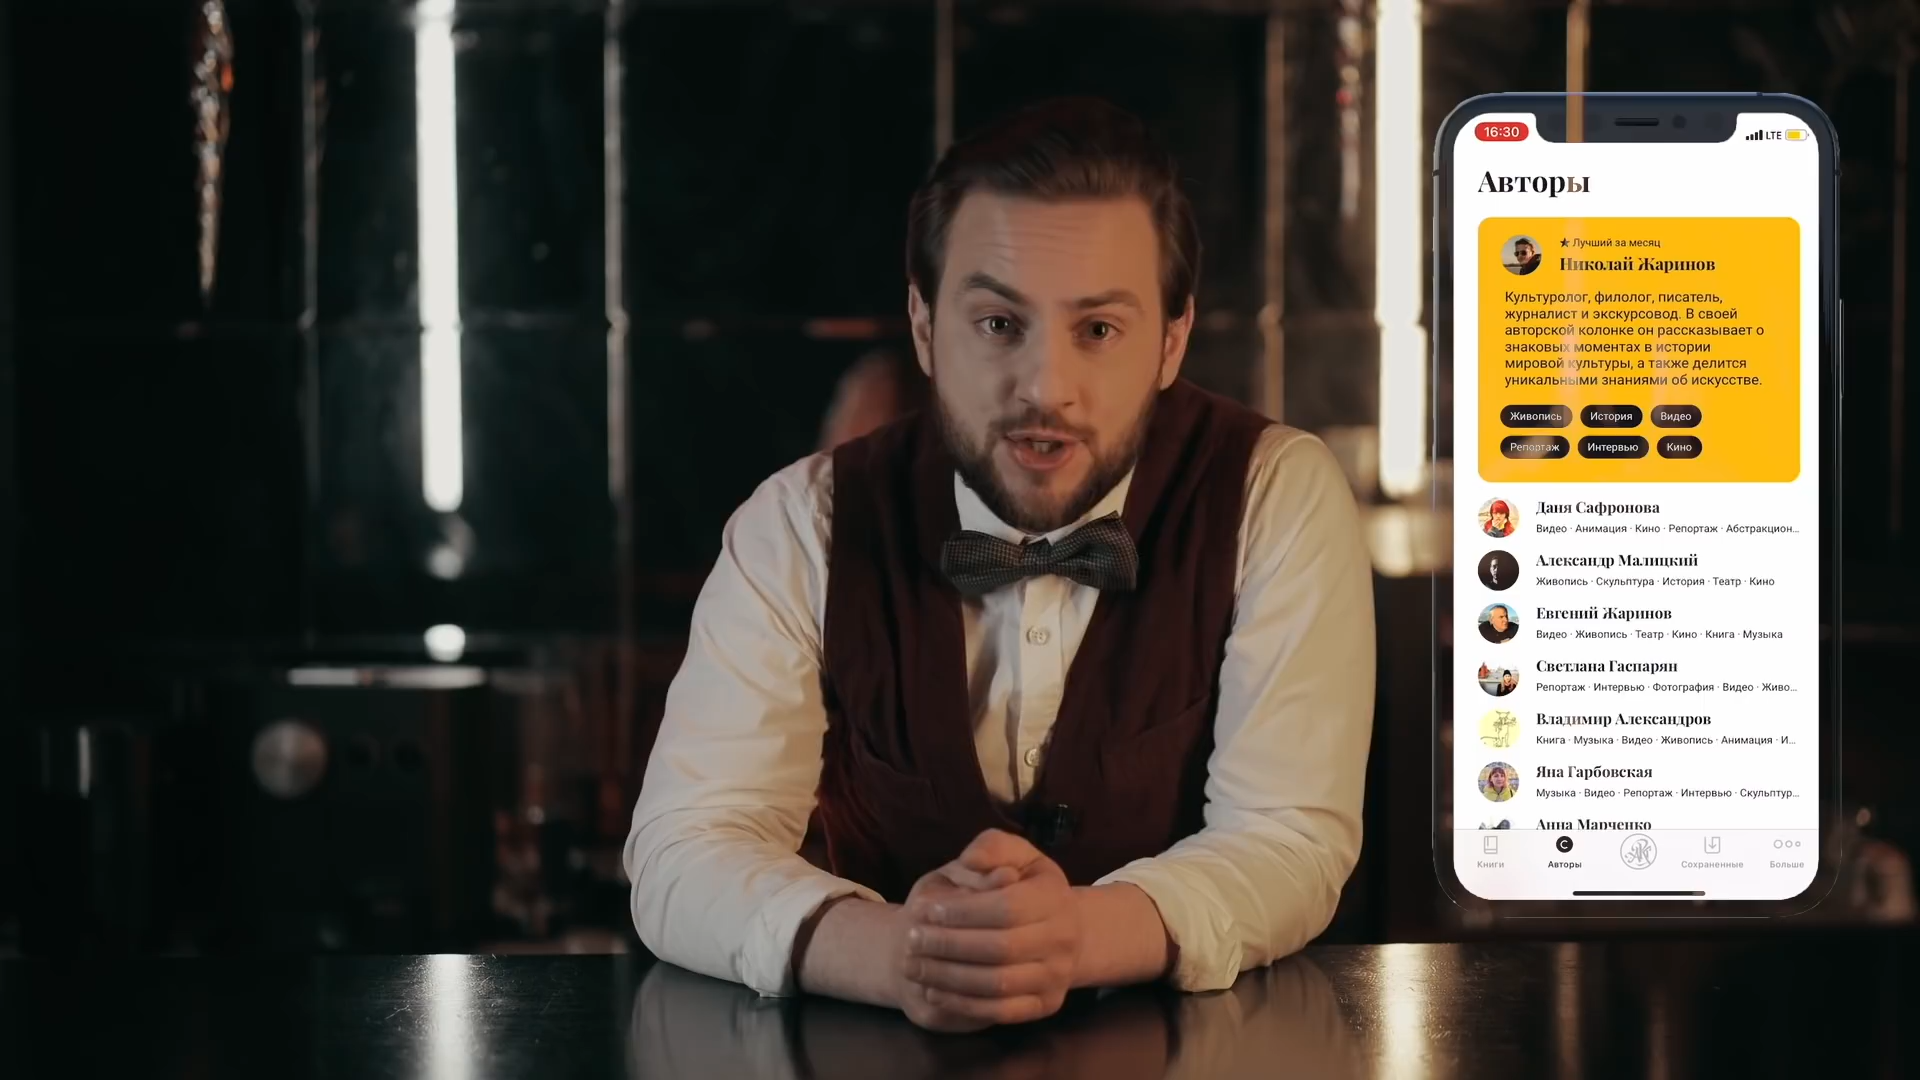 16:30
LTE
Авторы
Лучший за месяц
Николай Жаринов
Культуролог, филолог, писатель,
журналист и экскурсовод. В своей
авторской колонке он рассказывает о
знаковых моментах в истории
мировой культуры, а также делится
уникальными знаниями об искусстве.
Живопись История Видео
Репортаж Интервью Кино
Даня Сафронова
Видео · Анимация · Кино · Репортаж · Абстракцион...
Александр Малицкий
Живопись · Скульптура · История · Театр · Кино
Евгений Жаринов
Видео · Живопись · Театр · Кино · Книга · Музыка
Светлана Гаспарян
Репортаж · Интервью · Фотография · Видео · Живо...
Владимир Александров
Книга · Музыка · Видео · Живопись · Анимация · И...
Яна Гарбовская
Музыка · Видео · Репортаж · Интервью · Скульптур...
Анна Марченко
Книги Авторы Сохраненные Больше